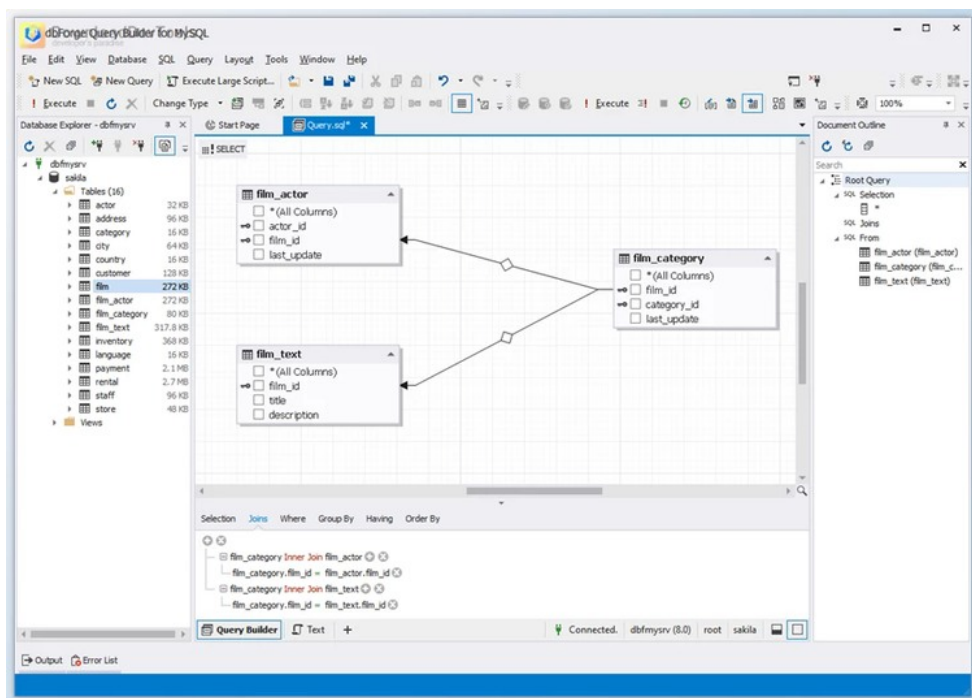 dbForge Query Builder for MySQL
developer's paradise
File Edit View Database SQL Query Layout Tools Window Help
New SQL New Query Execute Large Script...
Execute Change Type Execute 100%
Database Explorer - dbfmysrv
Start Page Query.sql*
Document Outline
SELECT
Search
dbfmysrv
sakila
Tables (16)
actor 32 KB
address 96 KB
category 16 KB
city 64 KB
country 16 KB
customer 128 KB
film 272 KB
film_actor 272 KB
film_category 80 KB
film_text 317.8 KB
inventory 368 KB
language 16 KB
payment 2.1 MB
rental 2.7 MB
staff 96 KB
store 48 KB
Views
film_actor
* (All Columns)
actor_id
film_id
last_update
film_category
* (All Columns)
film_id
category_id
last_update
film_text
* (All Columns)
film_id
title
description
Root Query
SQL Selection
*
SQL Joins
SQL From
film_actor (film_actor)
film_category (film_c...
film_text (film_text)
Selection Joins Where Group By Having Order By
film_category Inner Join film_actor
film_category.film_id = film_actor.film_id
film_category Inner Join film_text
film_category.film_id = film_text.film_id
Query Builder Text +
Connected. dbfmysrv (8.0) root sakila
Output Error List